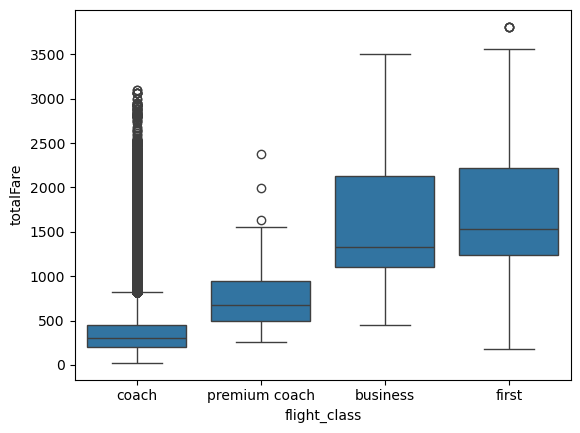 3500
3000
2500
2000
1500
1000
500
0
totalFare
coach
premium coach
business
first
flight_class